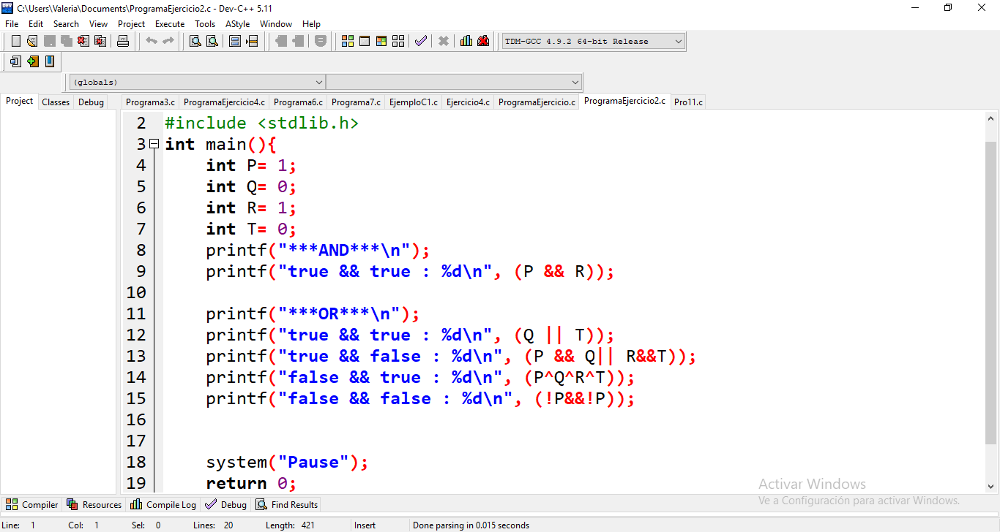 C:\Users\Valeria\Documents\ProgramaEjercicio2.c - Dev-C++ 5.11
File Edit Search View Project Execute Tools AStyle Window Help
TDM-GCC 4.9.2 64-bit Release
(globals)
Project Classes Debug Programa3.c ProgramaEjercicio4.c Programa6.c Programa7.c EjemploC1.c Ejercicio4.c ProgramaEjercicio.c ProgramaEjercicio2.c Pro11.c
2 #include <stdlib.h>
3 int main(){
4 int P= 1;
5 int Q= 0;
6 int R= 1;
7 int T= 0;
8 printf("***AND***\n");
9 printf("true && true : %d\n", (P && R));
10
11 printf("***OR***\n");
12 printf("true && true : %d\n", (Q || T));
13 printf("true && false : %d\n", (P && Q|| R&&T));
14 printf("false && true : %d\n", (P^Q^R^T));
15 printf("false && false : %d\n", (!P&&!P));
16
17
18 system("Pause");
19 return 0;
Activar Windows
Ve a Configuración para activar Windows.
Compiler Resources Compile Log Debug Find Results
Line: 1 Col: 1 Sel: 0 Lines: 20 Length: 421 Insert Done parsing in 0.015 seconds